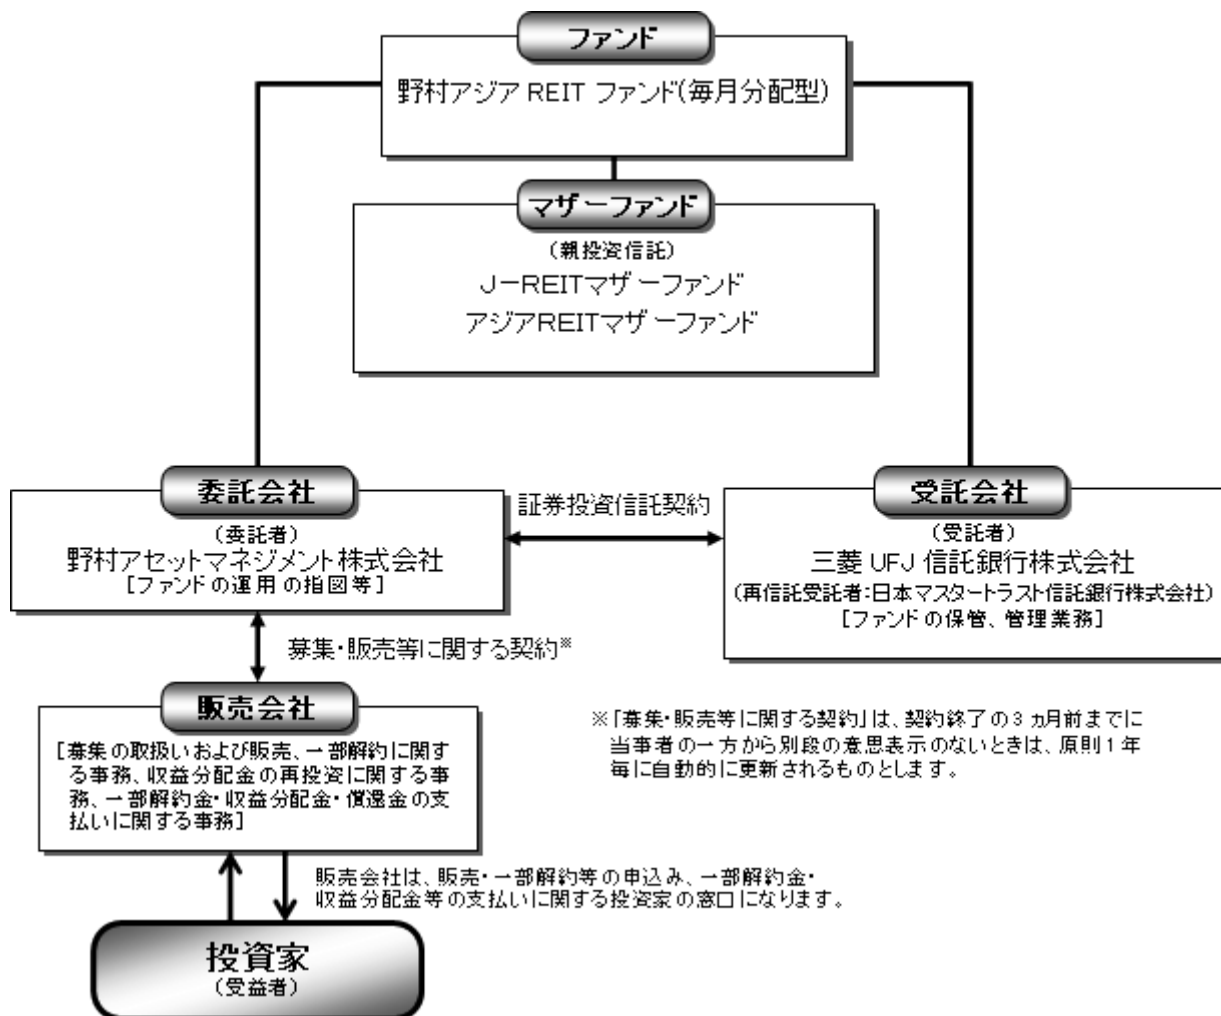 ファンド
野村アジア REIT ファンド(毎月分配型)
マザーファンド
(親投資信託)
J－REITマザーファンド
アジアREITマザーファンド
委託会社
(委託者)
野村アセットマネジメント株式会社
[ファンドの運用の指図等]
証券投資信託契約
受託会社
(受託者)
三菱 UFJ 信託銀行株式会社
(再信託受託者:日本マスタートラスト信託銀行株式会社)
[ファンドの保管、管理業務]
募集・販売等に関する契約※
販売会社
[募集の取扱いおよび販売、一部解約に関す
る事務、収益分配金の再投資に関する事
務、一部解約金・収益分配金・償還金の支
払いに関する事務]
※「募集・販売等に関する契約」は、契約終了の3ヵ月前までに
当事者の一方から別段の意思表示のないときは、原則1年
毎に自動的に更新されるものとします。
販売会社は、販売・一部解約等の申込み、一部解約金・
収益分配金等の支払いに関する投資家の窓口になります。
投資家
(受益者)